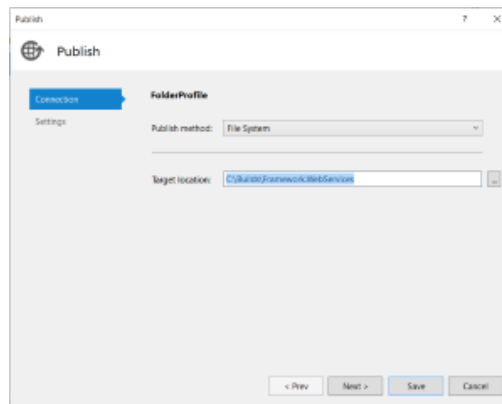 Publish
?
X
Publish
Connection
Settings
FolderProfile
Publish method:
File System
Target location:
C:\Builds\Framework.WebServices
...
< Prev
Next >
Save
Cancel